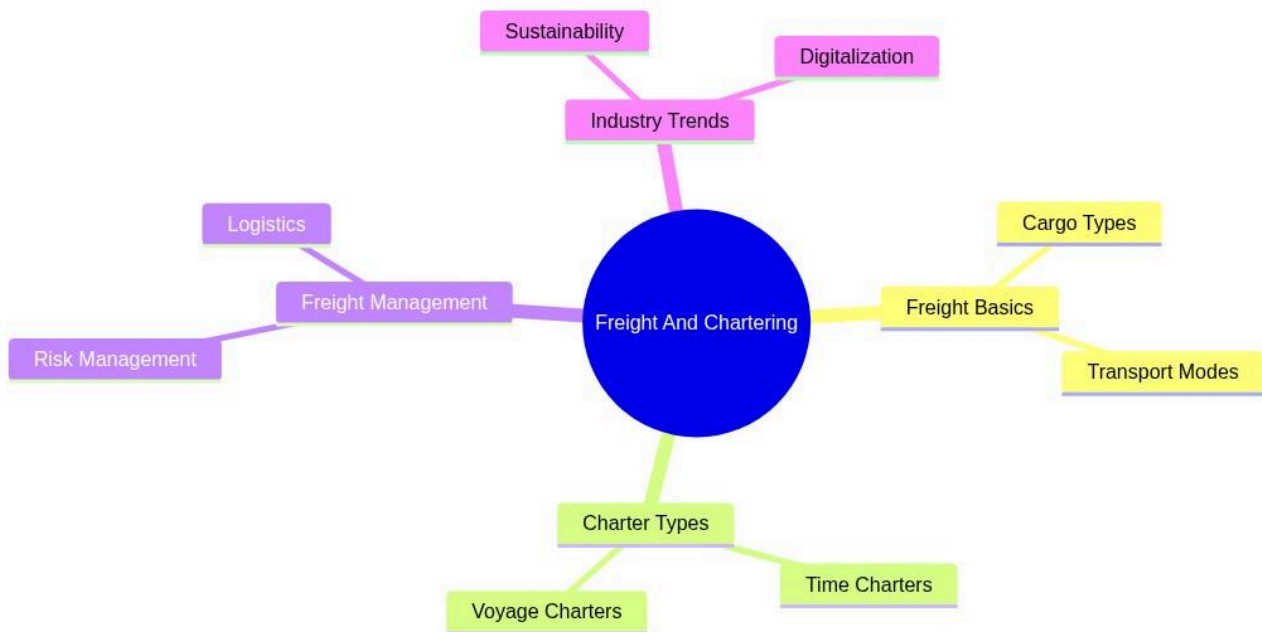 Sustainability
Digitalization
Industry Trends
Logistics
Cargo Types
Freight Management
Freight Basics
Freight And Chartering
Risk Management
Transport Modes
Charter Types
Time Charters
Voyage Charters